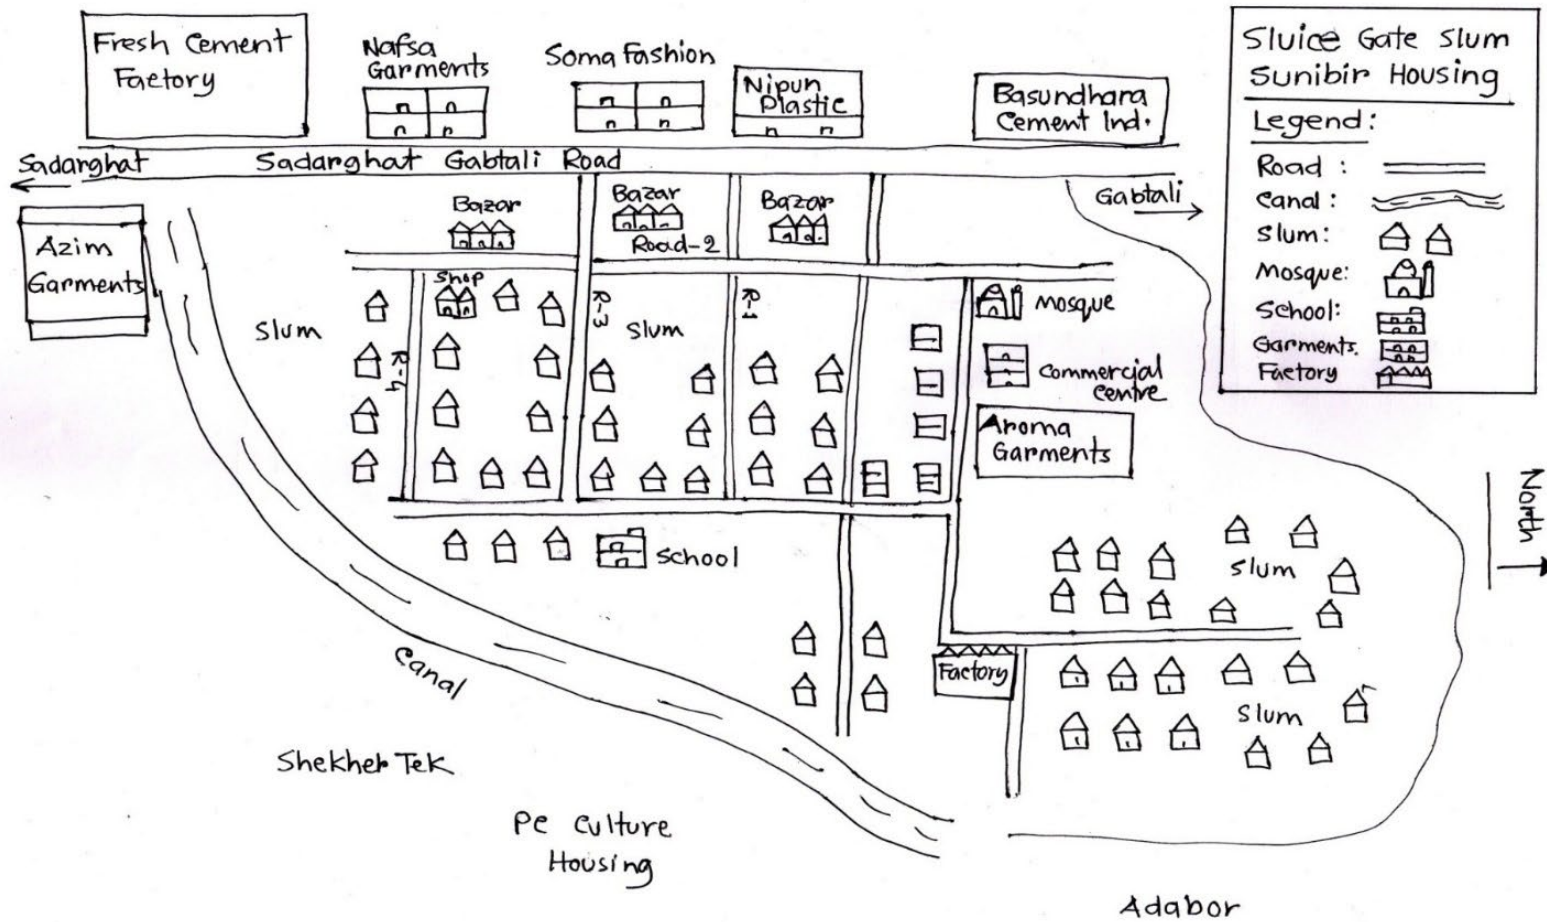 Fresh Cement
Factory
Nafsa
Garments
Soma Fashion
Nipun
Plastic
Basundhara
Cement Ind.
Sluice Gate Slum
Sunibir Housing
Legend:
Road :
Canal :
Slum:
Mosque:
School:
Garments.
Factory
Sadarghat
Sadarghat Gabtali Road
Gabtali
Azim
Garments
Bazar
Bazar
Road-2
Bazar
Shop
Slum
R-4
R-3
Slum
R-1
Mosque
Commercial
centre
Aroma
Garments
North
School
Slum
Canal
Factory
Slum
Shekher Tek
Pc Culture
Housing
Adabor